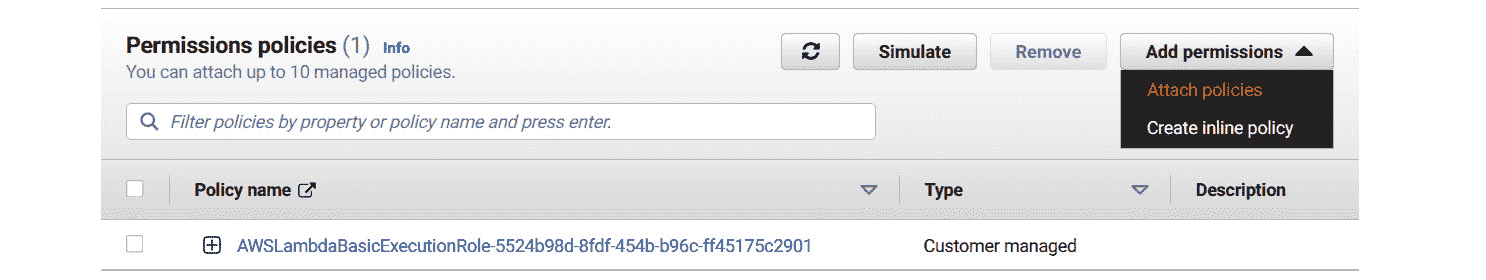 Permissions policies (1) Info
You can attach up to 10 managed policies.
Simulate
Remove
Add permissions
Attach policies
Create inline policy
Filter policies by property or policy name and press enter.
Policy name
Type
Description
AWSLambdaBasicExecutionRole-5524b98d-8fdf-454b-b96c-ff45175c2901
Customer managed